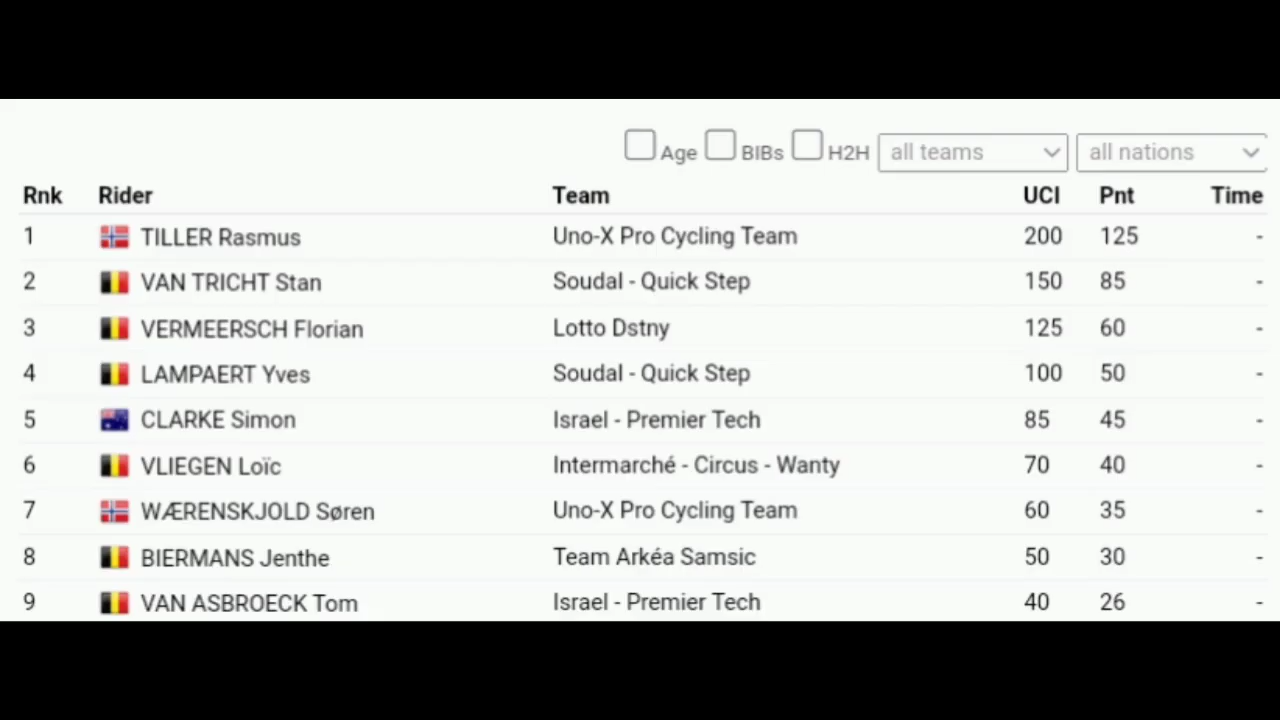 Age BIBs H2H all teams all nations
Rnk Rider Team UCI Pnt Time
1 TILLER Rasmus Uno-X Pro Cycling Team 200 125 -
2 VAN TRICHT Stan Soudal - Quick Step 150 85 -
3 VERMEERSCH Florian Lotto Dstny 125 60 -
4 LAMPAERT Yves Soudal - Quick Step 100 50 -
5 CLARKE Simon Israel - Premier Tech 85 45 -
6 VLIEGEN Loïc Intermarché - Circus - Wanty 70 40 -
7 WÆRENSKJOLD Søren Uno-X Pro Cycling Team 60 35 -
8 BIERMANS Jenthe Team Arkéa Samsic 50 30 -
9 VAN ASBROECK Tom Israel - Premier Tech 40 26 -